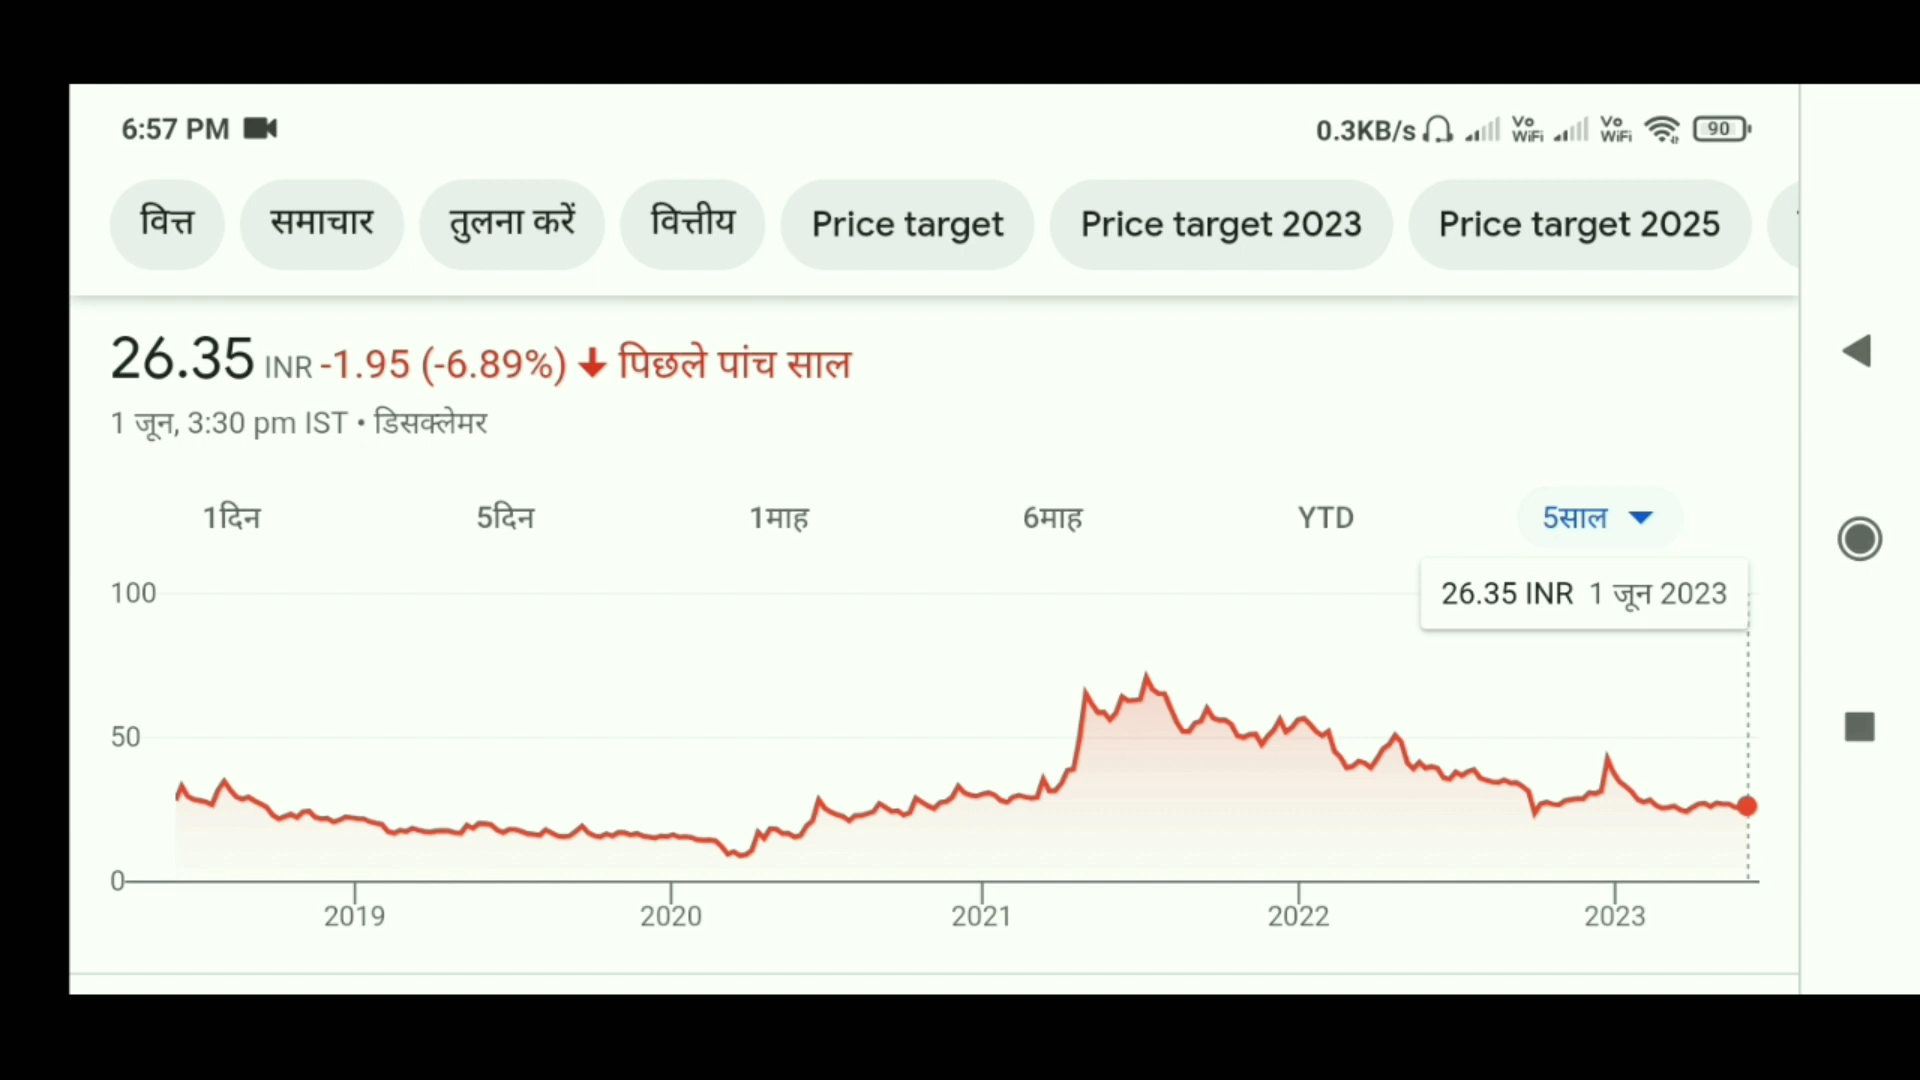 6:57 PM 0.3KB/s Vo WiFi Vo WiFi 90
वित्त समाचार तुलना करें वित्तीय Price target Price target 2023 Price target 2025
26.35 INR -1.95 (-6.89%) पिछले पांच साल
1 जून, 3:30 pm IST • डिसक्लेमर
1दिन 5दिन 1माह 6माह YTD 5साल
100
26.35 INR 1 जून 2023
50
0
2019 2020 2021 2022 2023